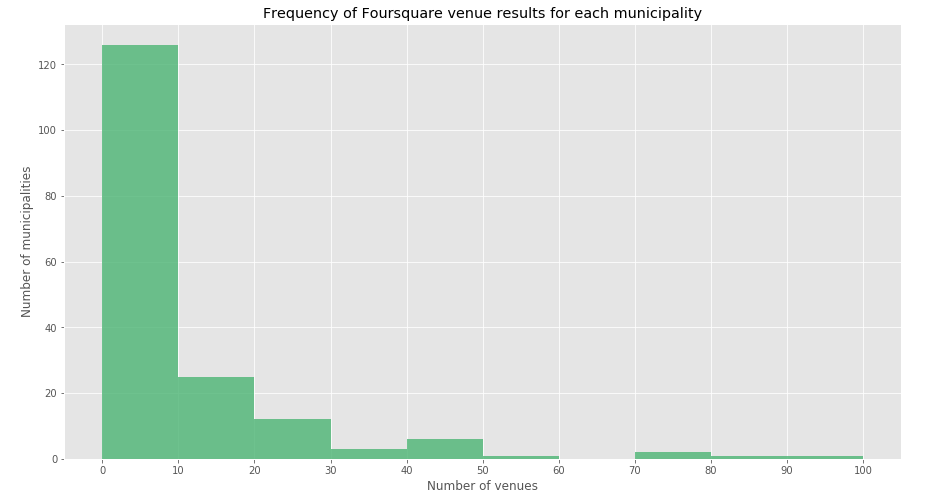 Frequency of Foursquare venue results for each municipality
Number of municipalities
120
100
80
60
40
20
0
0 10 20 30 40 50 60 70 80 90 100
Number of venues